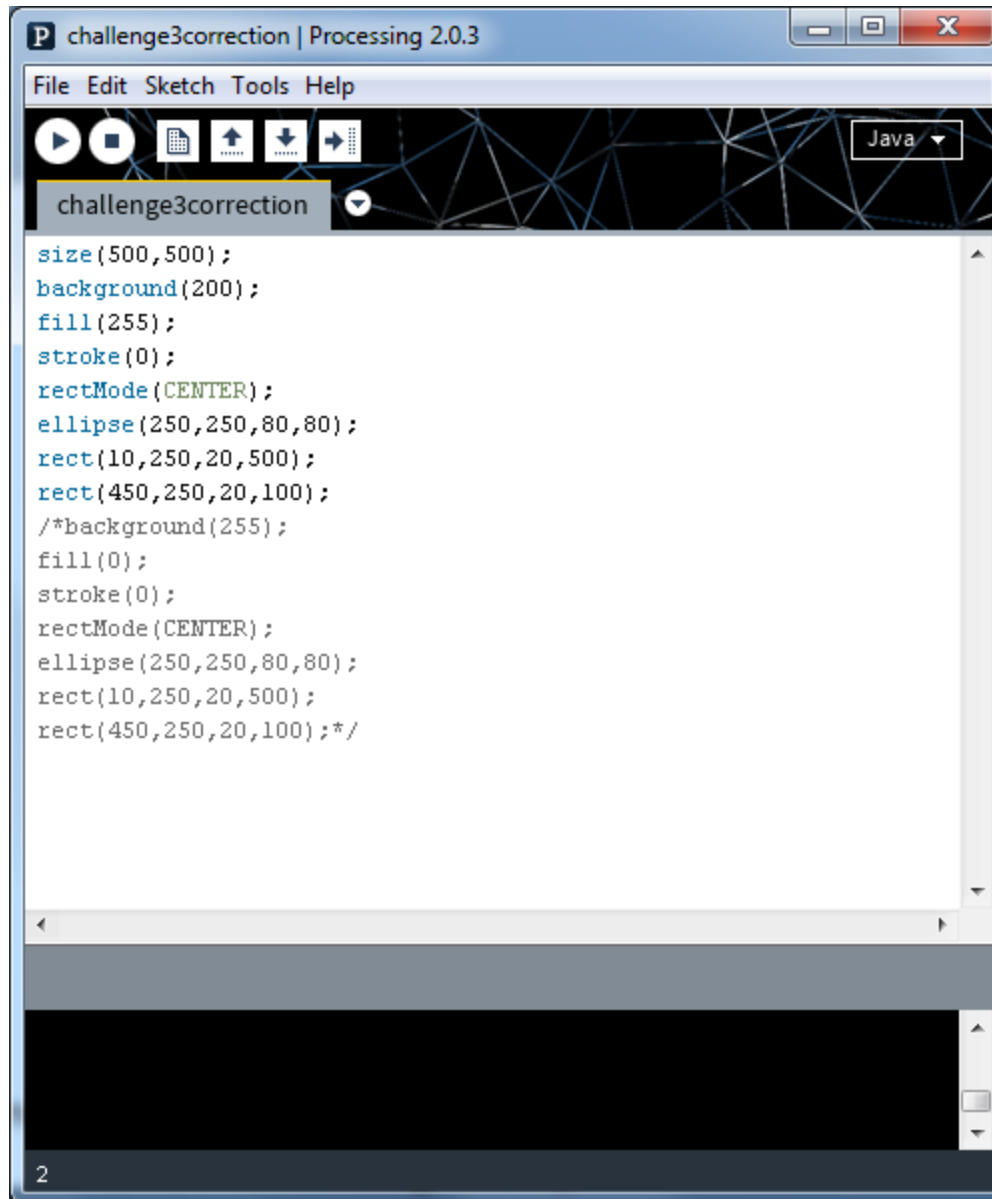 challenge3correction | Processing 2.0.3
File Edit Sketch Tools Help
Java
challenge3correction
size(500,500);
background(200);
fill(255);
stroke(0);
rectMode(CENTER);
ellipse(250,250,80,80);
rect(10,250,20,500);
rect(450,250,20,100);
/*background(255);
fill(0);
stroke(0);
rectMode(CENTER);
ellipse(250,250,80,80);
rect(10,250,20,500);
rect(450,250,20,100);*/
2